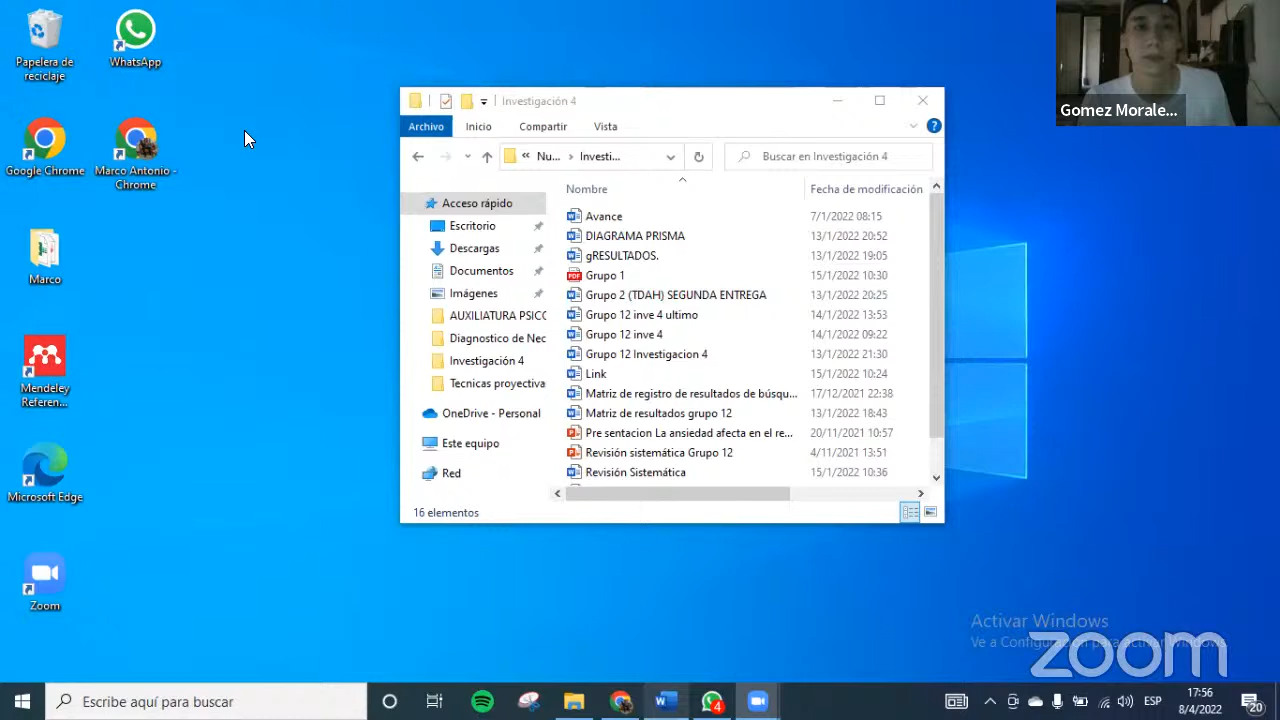 Papelera de
reciclaje
WhatsApp
Google Chrome
Marco Antonio -
Chrome
Marco
Mendeley
Referen...
Microsoft Edge
Zoom
Investigación 4
Archivo
Inicio
Compartir
Vista
Nu...
Investi...
Buscar en Investigación 4
Nombre
Fecha de modificación
Acceso rápido
Escritorio
Descargas
Documentos
Imágenes
AUXILIATURA PSICO
Diagnostico de Nec
Investigación 4
Tecnicas proyectiva
OneDrive - Personal
Este equipo
Red
Avance 7/1/2022 08:15
DIAGRAMA PRISMA 13/1/2022 20:52
gRESULTADOS. 13/1/2022 19:05
Grupo 1 15/1/2022 10:30
Grupo 2 (TDAH) SEGUNDA ENTREGA 13/1/2022 20:25
Grupo 12 inve 4 ultimo 14/1/2022 13:53
Grupo 12 inve 4 14/1/2022 09:22
Grupo 12 Investigacion 4 13/1/2022 21:30
Link 15/1/2022 10:24
Matriz de registro de resultados de búsqu... 17/12/2021 22:38
Matriz de resultados grupo 12 13/1/2022 18:43
Pre sentacion La ansiedad afecta en el re... 20/11/2021 10:57
Revisión sistemática Grupo 12 4/11/2021 13:51
Revisión Sistemática 15/1/2022 10:36
16 elementos
Gomez Morale...
Activar Windows
Ve a Configuración para activar Windows.
zoom
Escribe aquí para buscar
4
ESP
17:56
8/4/2022
20